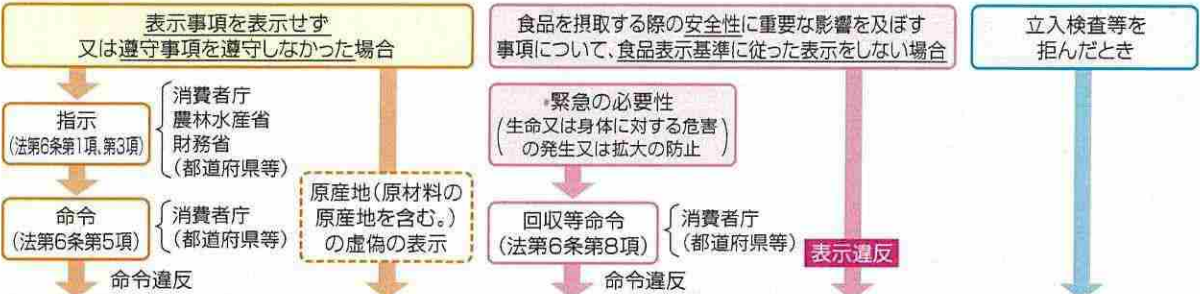 表示事項を表示せず
又は遵守事項を遵守しなかった場合
指示
(法第6条第1項、第3項)
消費者庁
農林水産省
財務省
(都道府県等)
命令
(法第6条第5項)
消費者庁
(都道府県等)
命令違反
原産地(原材料の
原産地を含む。)
の虚偽の表示
食品を摂取する際の安全性に重要な影響を及ぼす
事項について、食品表示基準に従った表示をしない場合
緊急の必要性
(生命又は身体に対する危害
の発生又は拡大の防止)
回収等命令
(法第6条第8項)
消費者庁
(都道府県等)
命令違反
表示違反
立入検査等を
拒んだとき